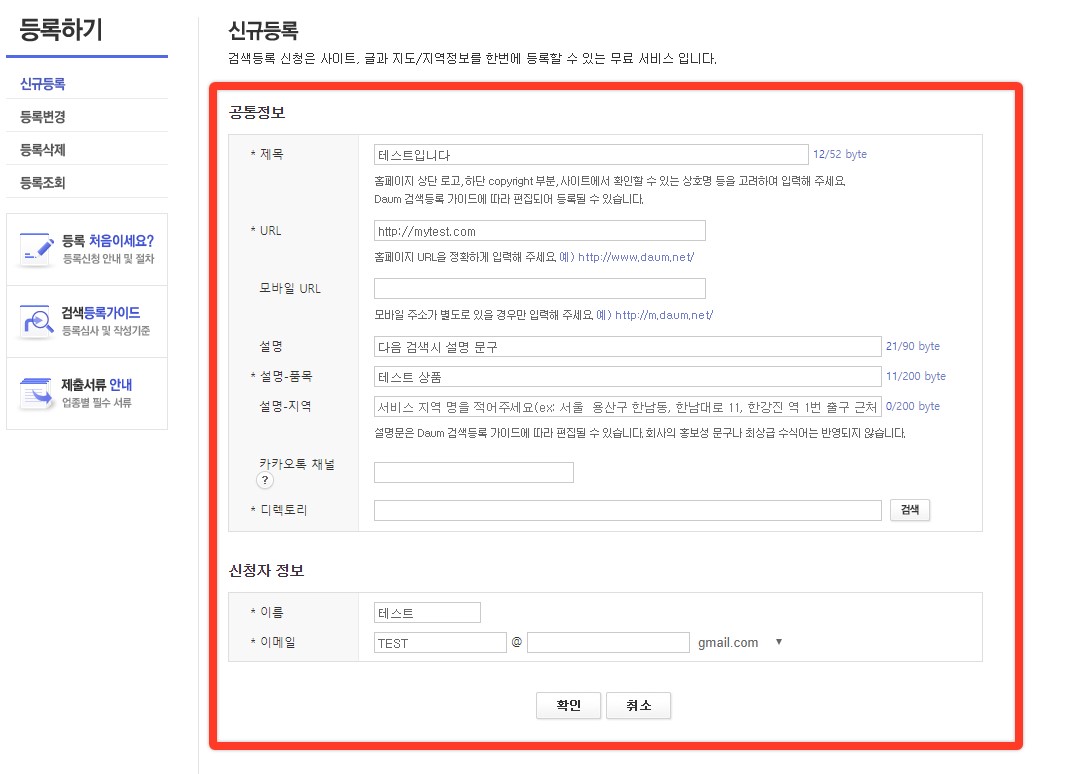 등록하기
신규등록
등록변경
등록삭제
등록조회
등록 처음이세요?
등록신청 안내 및 절차
검색등록가이드
등록심사 및 작성기준
제출서류 안내
업종별 필수 서류
신규등록
검색등록 신청은 사이트, 글과 지도/지역정보를 한번에 등록할 수 있는 무료 서비스 입니다.
공통정보
* 제목
테스트입니다
12/52 byte
홈페이지 상단 로고,하단 copyright 부분,사이트에서 확인할 수 있는 상호명 등을 고려하여 입력해 주세요.
Daum 검색등록 가이드에 따라 편집되어 등록될 수 있습니다.
* URL
http://mytest.com
홈페이지 URL을 정확하게 입력해 주세요.예) http://www.daum.net/
모바일 URL
모바일 주소가 별도로 있을 경우만 입력해 주세요.예) http://m.daum.net/
설명
다음 검색시 설명 문구
21/90 byte
* 설명-품목
테스트 상품
11/200 byte
설명-지역
서비스 지역 명을 적어주세요(ex: 서울 용산구 한남동, 한남대로 11, 한강진 역 1번 출구 근처
0/200 byte
설명문은 Daum 검색등록 가이드에 따라 편집될 수 있습니다.회사의 홍보성 문구나 최상급 수식어는 반영되지 않습니다.
카카오톡 채널
?
* 디렉토리
검색
신청자 정보
* 이름
테스트
* 이메일
TEST @ gmail.com ▼
확인 취소